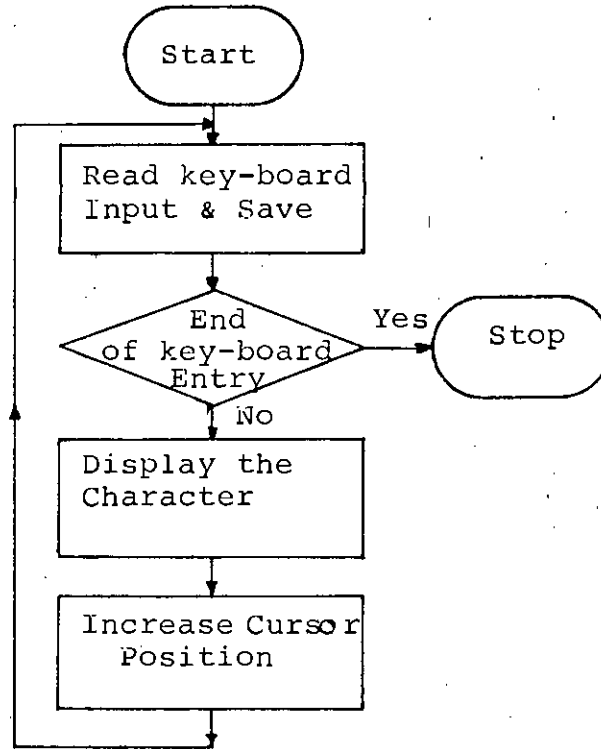 Start
Read key-board
Input & Save
End
of key-board
Entry
Yes
Stop
No
Display the
Character
Increase Cursor
Position